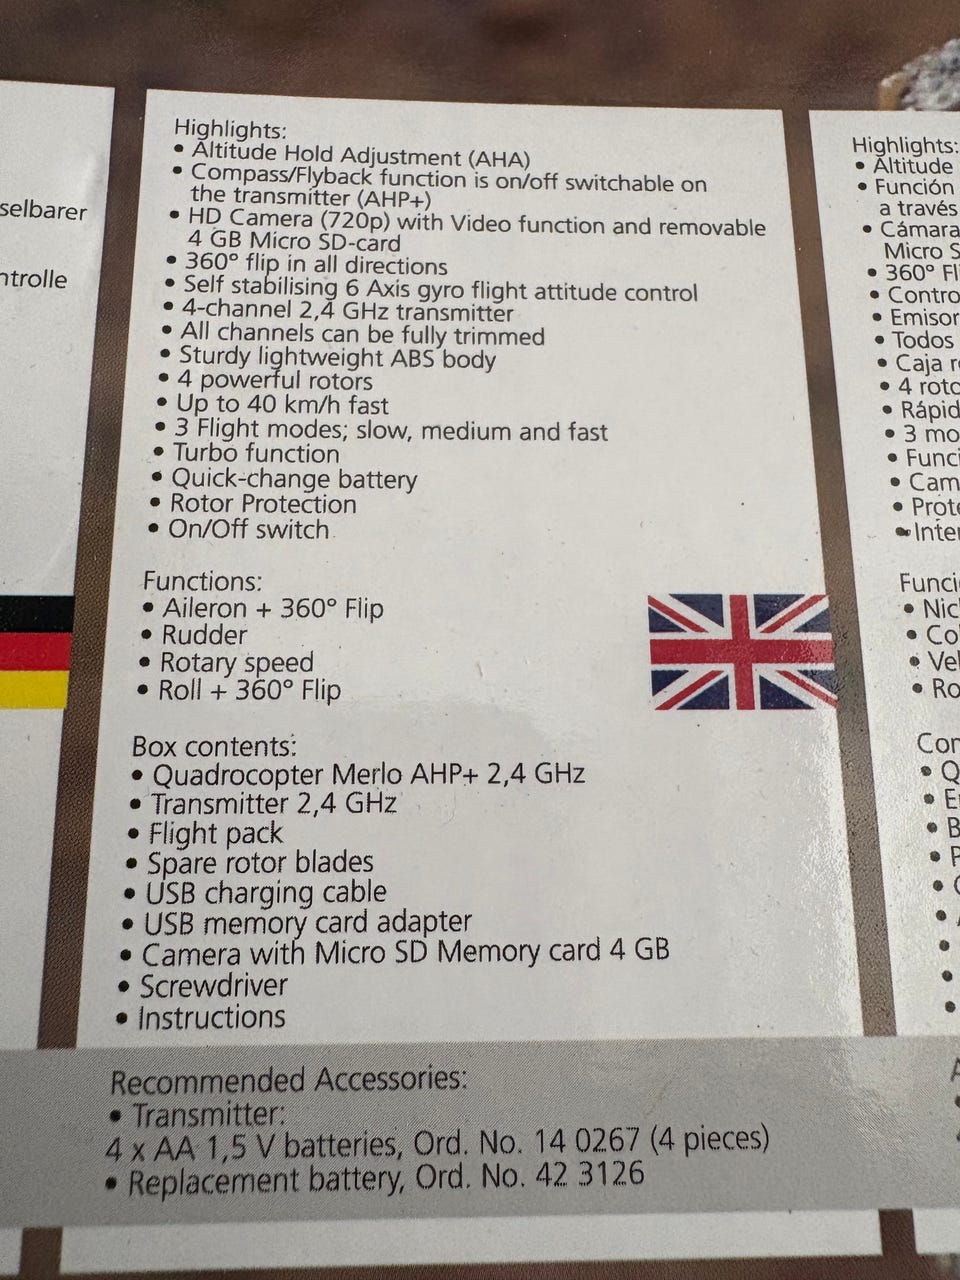 selbarer
ntrolle
Highlights:
• Altitude Hold Adjustment (AHA)
• Compass/Flyback function is on/off switchable on
the transmitter (AHP+)
• HD Camera (720p) with Video function and removable
4 GB Micro SD-card
• 360° flip in all directions
• Self stabilising 6 Axis gyro flight attitude control
• 4-channel 2,4 GHz transmitter
• All channels can be fully trimmed
• Sturdy lightweight ABS body
• 4 powerful rotors
• Up to 40 km/h fast
• 3 Flight modes; slow, medium and fast
• Turbo function
• Quick-change battery
• Rotor Protection
• On/Off switch
Functions:
• Aileron + 360° Flip
• Rudder
• Rotary speed
• Roll + 360° Flip
Box contents:
• Quadrocopter Merlo AHP+ 2,4 GHz
• Transmitter 2,4 GHz
• Flight pack
• Spare rotor blades
• USB charging cable
• USB memory card adapter
• Camera with Micro SD Memory card 4 GB
• Screwdriver
• Instructions
Recommended Accessories:
• Transmitter:
4 x AA 1,5 V batteries, Ord. No. 14 0267 (4 pieces)
• Replacement battery, Ord. No. 42 3126
Highlights:
• Altitude
• Función
a través
• Cámara
Micro S
• 360° Fl
• Contro
• Emisor
• Todos
• Caja r
• 4 roto
• Rápid
• 3 mo
• Funci
• Cam
• Prote
• Inter
Funci
• Nic
• Co
• Vel
• Ro
Con
• Q
• E
• B
• P